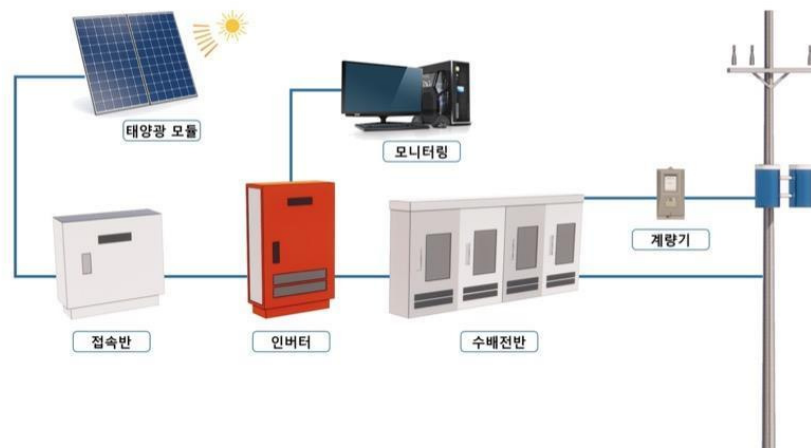 태양광 모듈
모니터링
계량기
접속반
인버터
수배전반